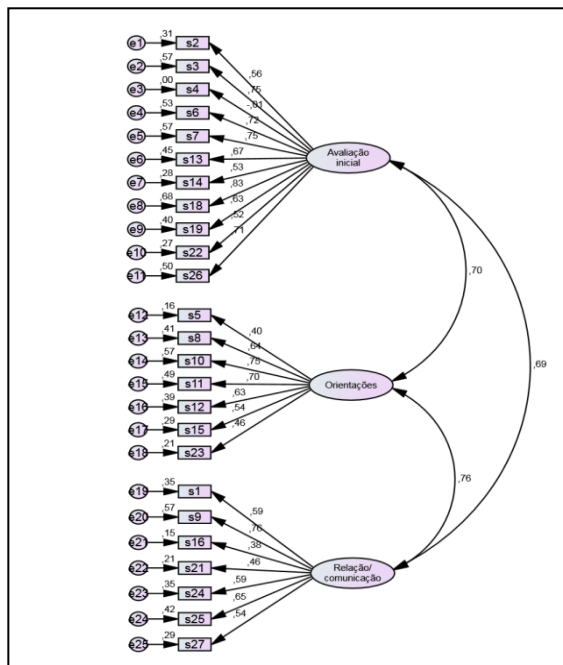 e1 ,31 s2
e2 ,57 s3
e3 ,00 s4
e4 ,53 s6
e5 ,57 s7
e6 ,45 s13
e7 ,28 s14
e8 ,68 s18
e9 ,40 s19
e10 ,27 s22
e11 ,50 s26
,56
,75
-,01
,72
,75
,67
,53
,83
,63
,52
,71
Avaliação
inicial
,70
,69
e12 ,16 s5
e13 ,41 s8
e14 ,57 s10
e15 ,49 s11
e16 ,39 s12
e17 ,29 s15
e18 ,21 s23
,40
,64
,75
,70
,63
,54
,46
Orientações
,76
e19 ,35 s1
e20 ,57 s9
e21 ,15 s16
e22 ,21 s21
e23 ,35 s24
e24 ,42 s25
e25 ,29 s27
,59
,76
,38
,46
,59
,65
,54
Relação/
comunicação